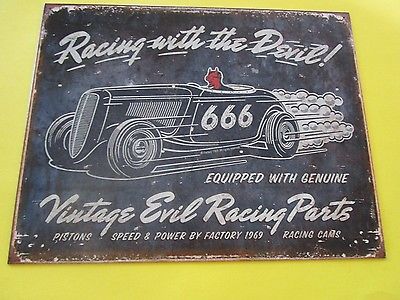 Racing with the Devil!
666
EQUIPPED WITH GENUINE
Vintage Evil Racing Parts
PISTONS SPEED & POWER BY FACTORY 1969 RACING CAMS